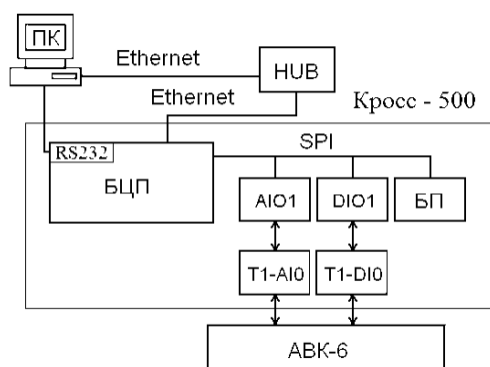 ПК
Ethernet
HUB
Ethernet
Кросс - 500
RS232
SPI
БЦП
AIO1
DIO1
БП
T1-AI0
T1-DI0
АВК-6